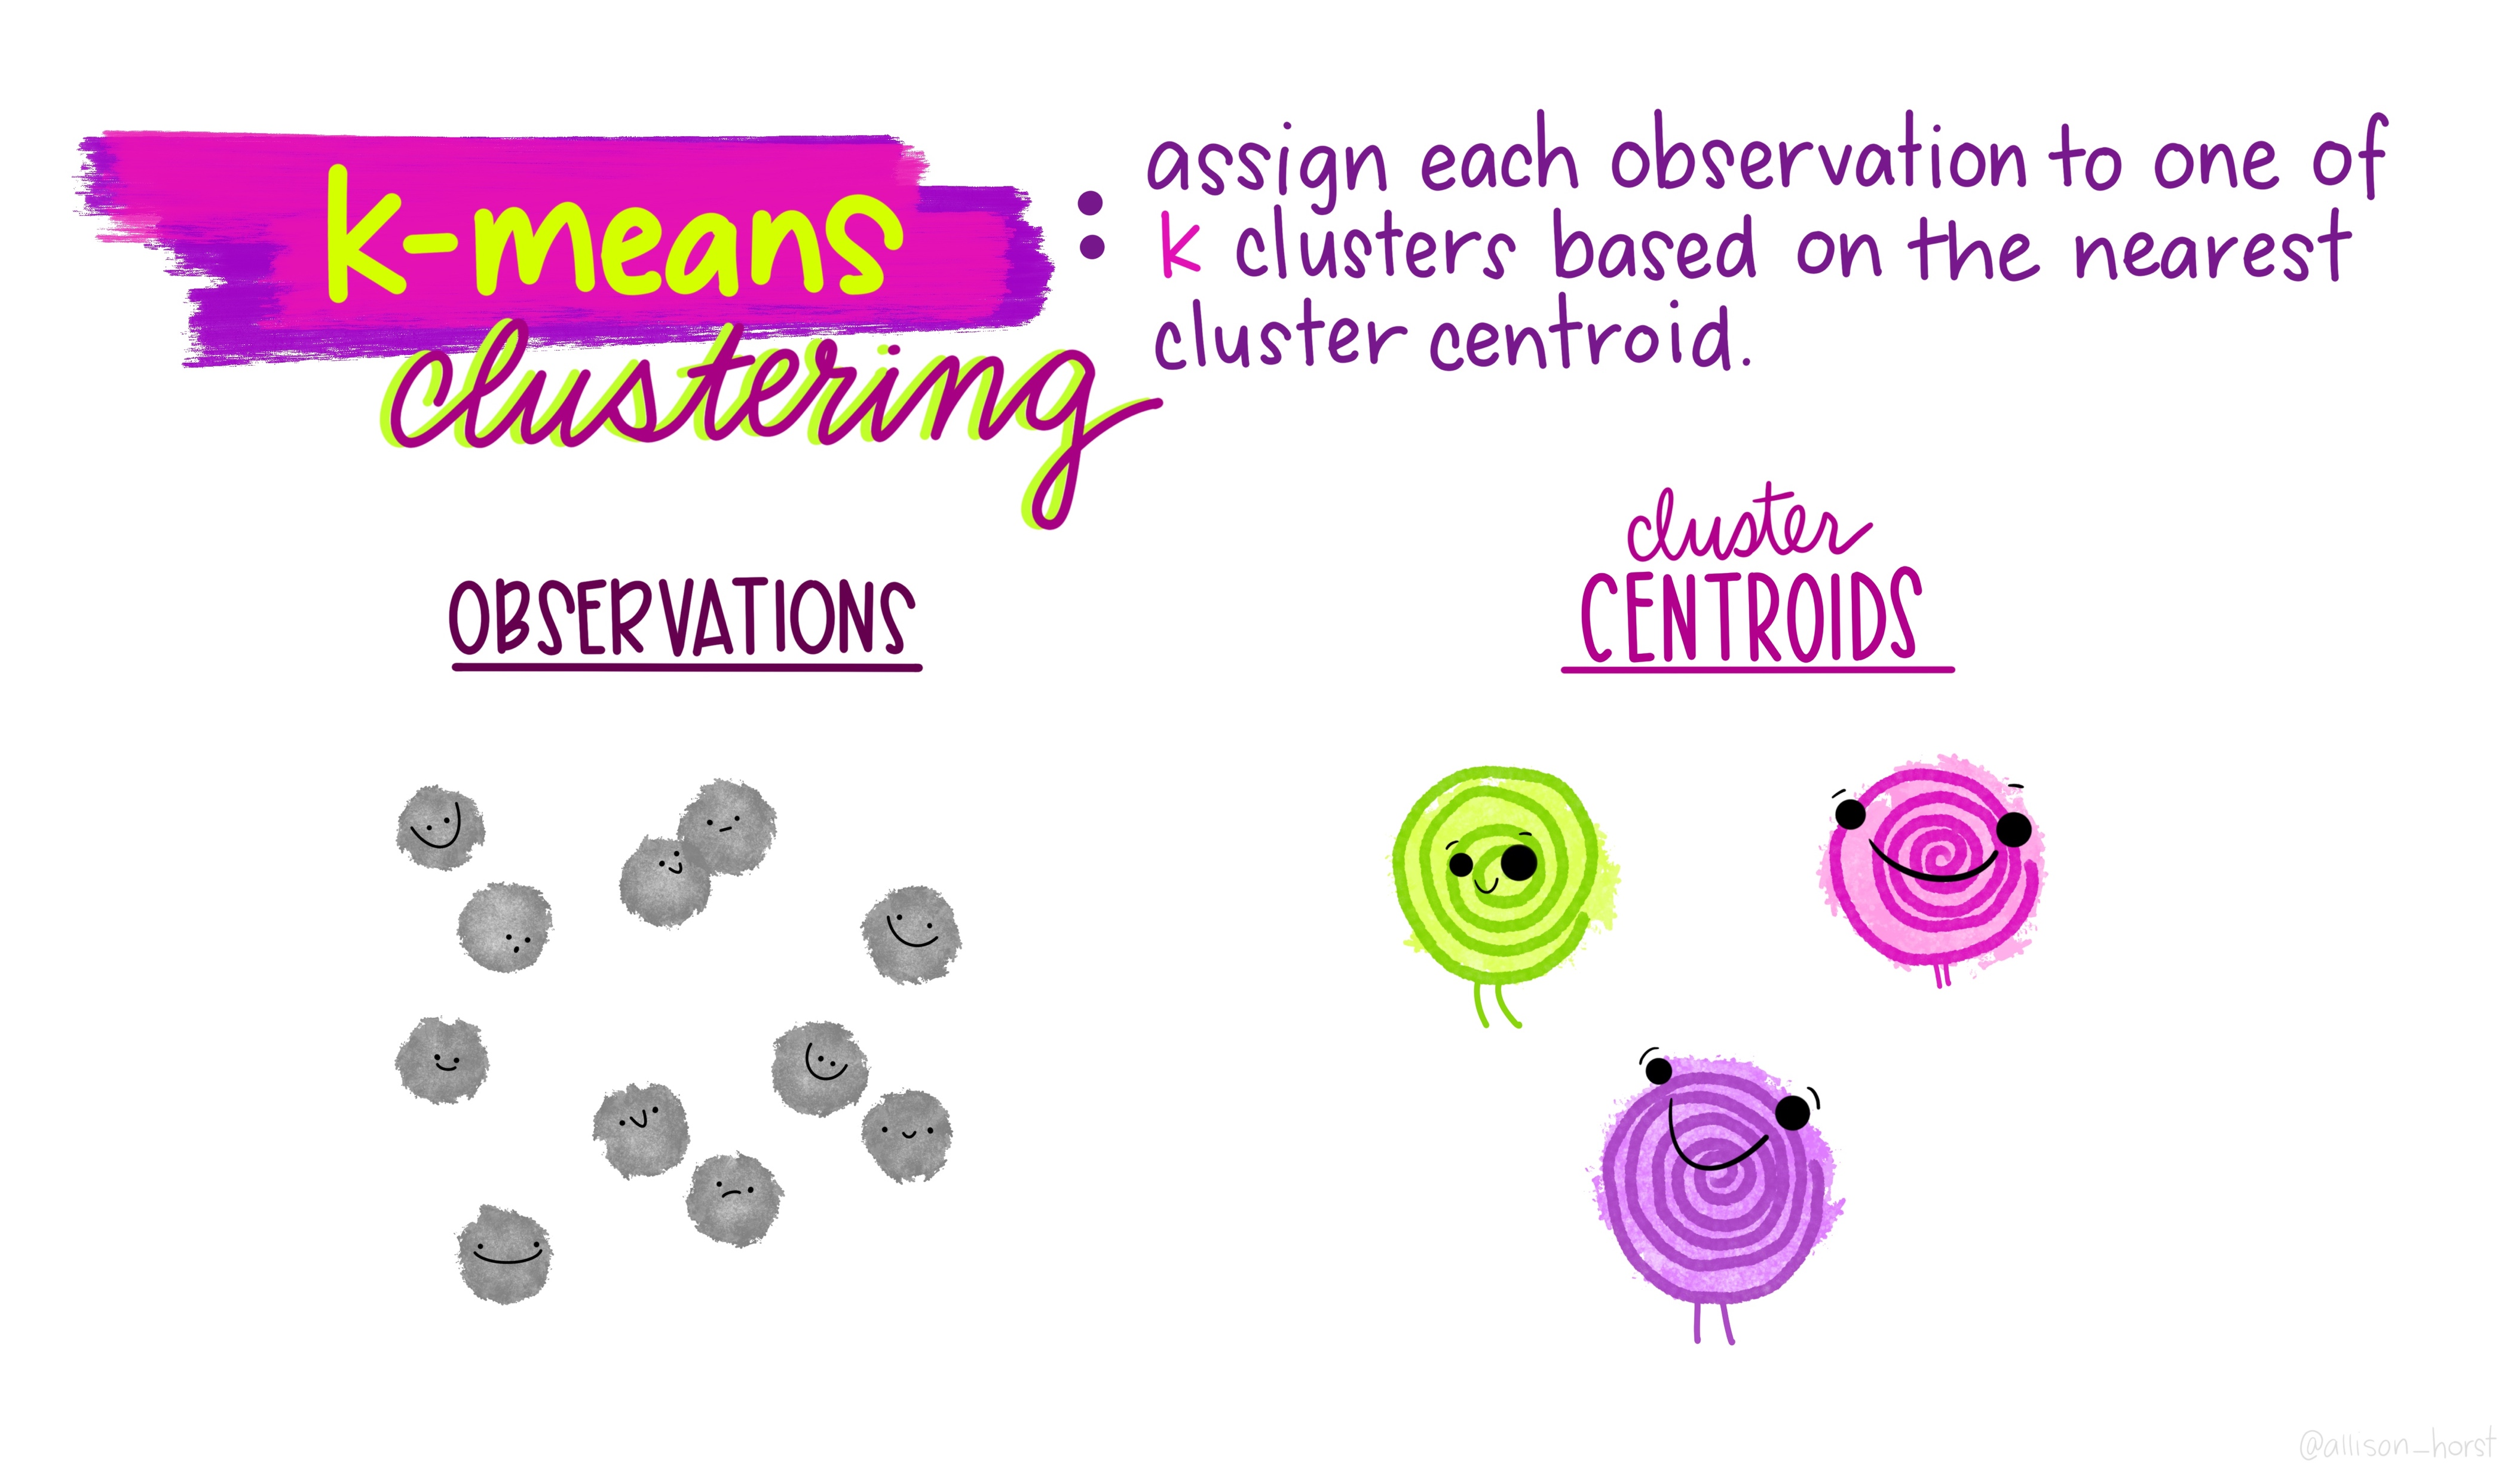 k-means
clustering
: assign each observation to one of
k clusters based on the nearest
cluster centroid.
OBSERVATIONS
cluster
CENTROIDS
@allison_horst